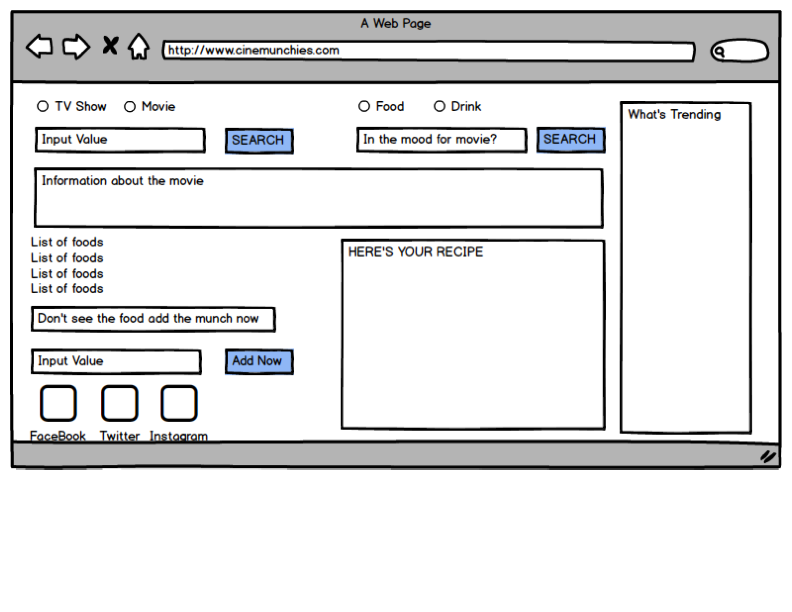 A Web Page
http://www.cinemunchies.com
TV Show
Movie
Food
Drink
Input Value
SEARCH
In the mood for movie?
SEARCH
What's Trending
Information about the movie
List of foods
List of foods
List of foods
List of foods
HERE'S YOUR RECIPE
Don't see the food add the munch now
Input Value
Add Now
FaceBook
Twitter
Instagram